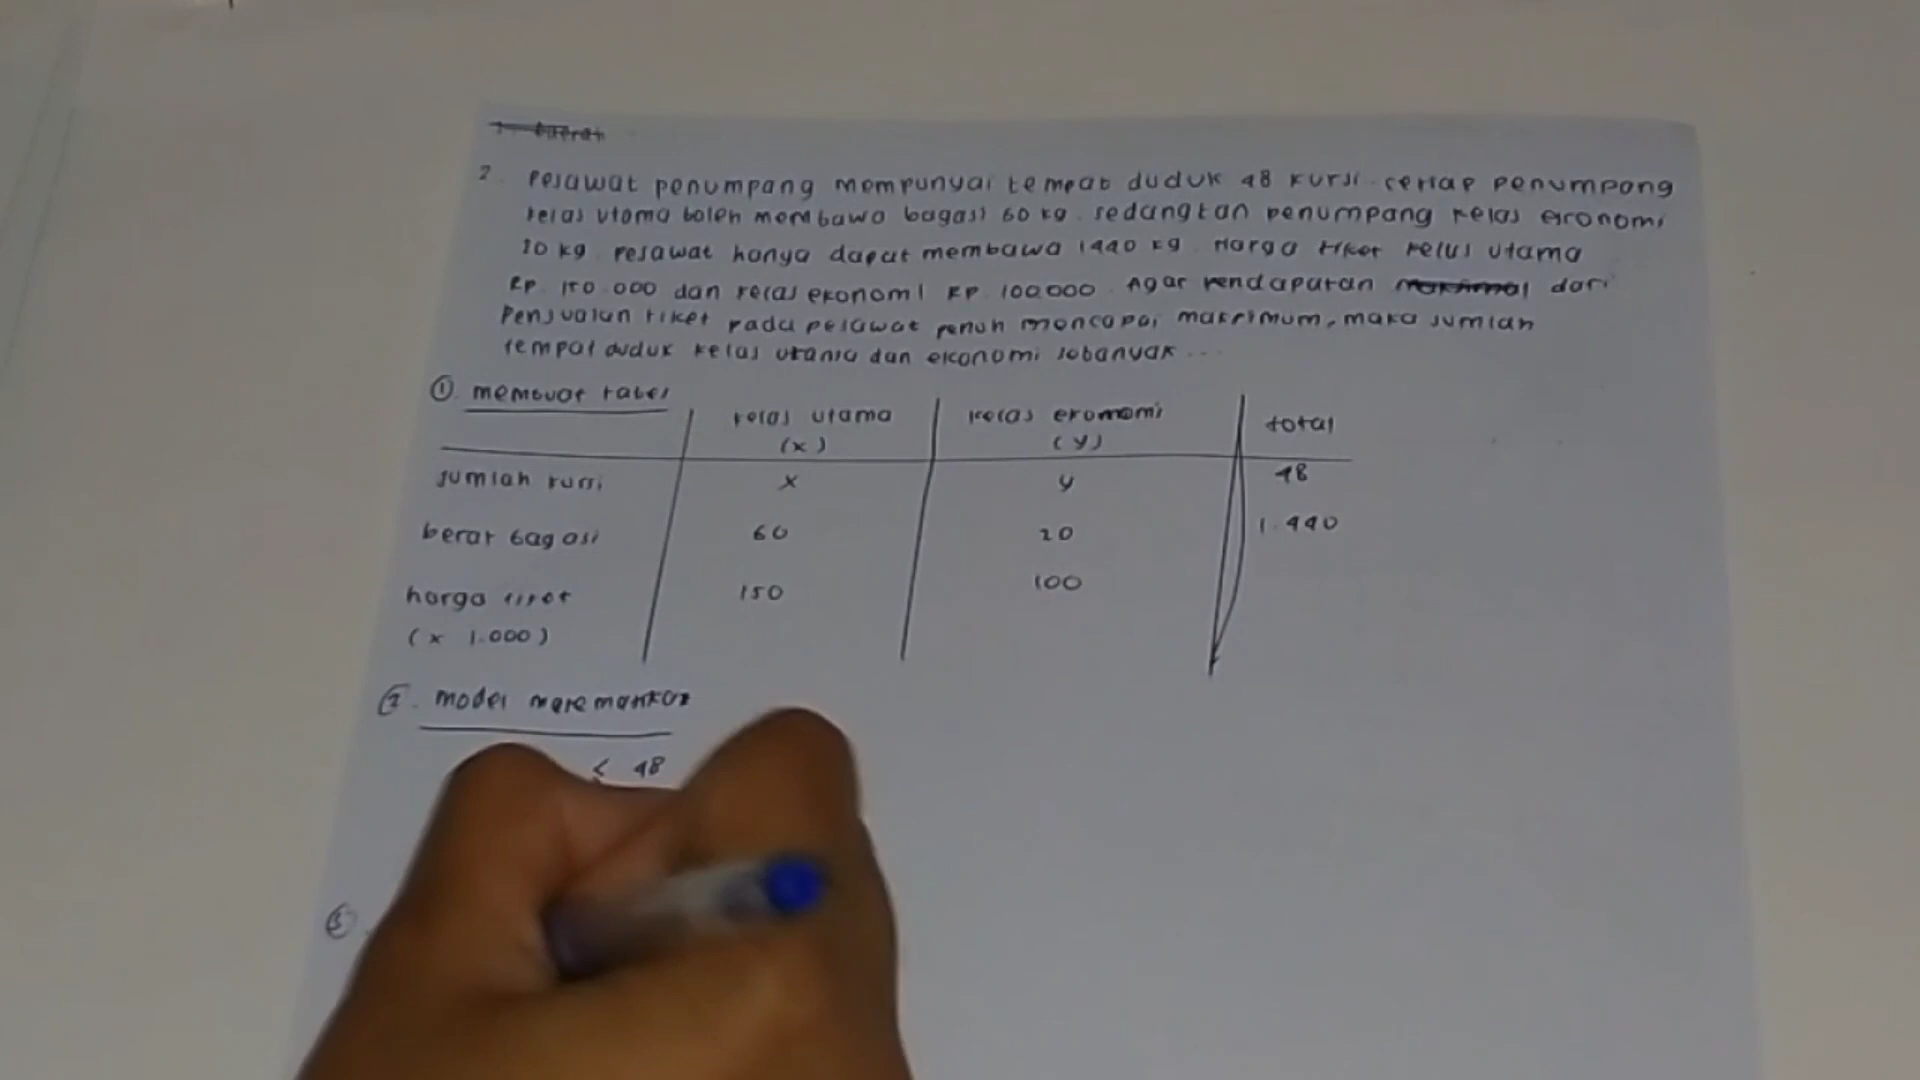 2. pesawat penumpang mempunyai tempat duduk 48 kursi. setiap penumpang
kelas utama boleh membawa bagasi 60 kg. sedangkan penumpang kelas ekonomi
20 kg. pesawat hanya dapat membawa 1440 kg. Harga tiket kelas utama
Rp. 150.000 dan kelas ekonomi Rp. 100.000. Agar pendapatan dari
Penjualan tiket pada pesawat penuh mencapai maksimum, maka jumlah
tempat duduk kelas utama dan ekonomi sebanyak ...
① membuat tabel
kelas utama (x) kelas ekonomi (y) total
jumlah kursi x y 48
berat bagasi 60 20 1.440
harga tiket 150 100
(x 1.000)
②. model matematika
< 48
③.